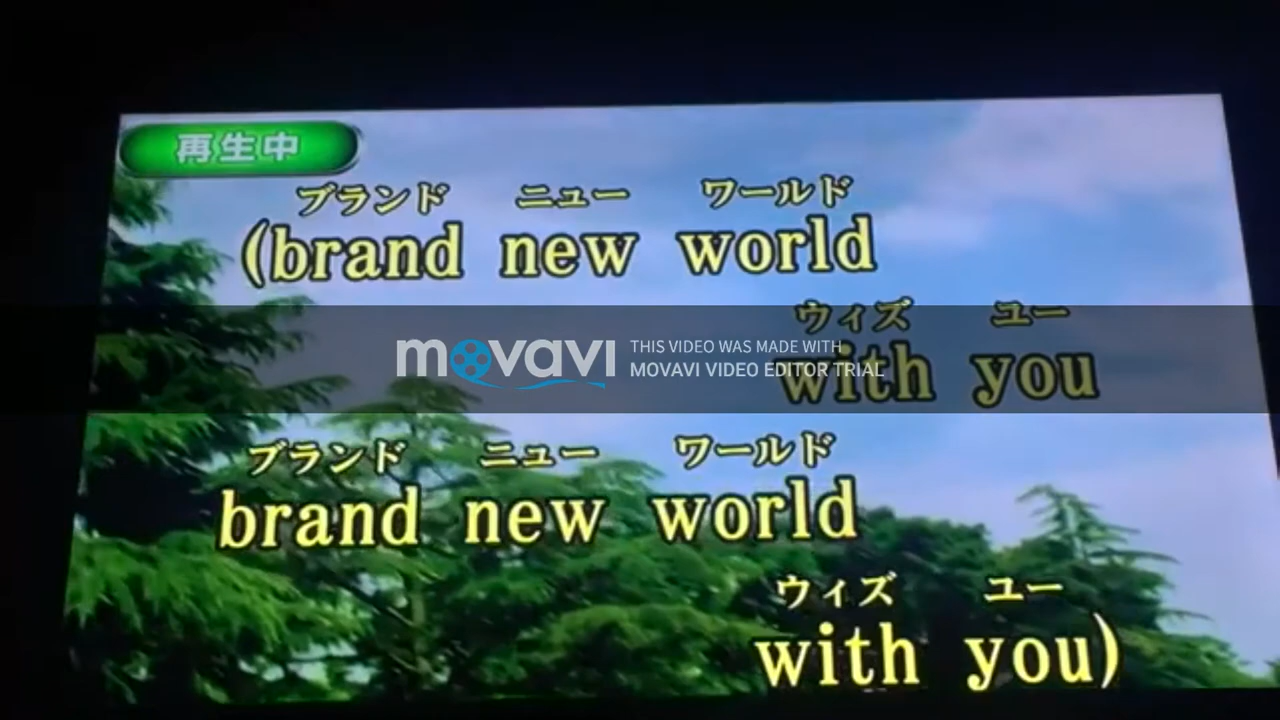 再生中
ブランド ニュー ワールド
(brand new world
ウィズ ユー
with you
movavi
THIS VIDEO WAS MADE WITH
MOVAVI VIDEO EDITOR TRIAL
ブランド ニュー ワールド
brand new world
ウィズ ユー
with you)